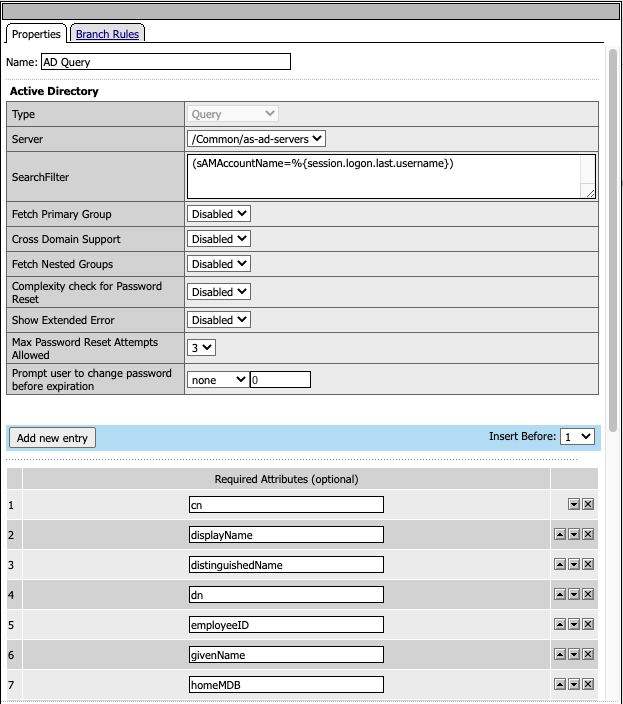 Properties Branch Rules
Name: AD Query
Active Directory
Type Query
Server /Common/as-ad-servers
SearchFilter (sAMAccountName=%{session.logon.last.username})
Fetch Primary Group Disabled
Cross Domain Support Disabled
Fetch Nested Groups Disabled
Complexity check for Password
Reset Disabled
Show Extended Error Disabled
Max Password Reset Attempts
Allowed 3
Prompt user to change password
before expiration none 0
Add new entry Insert Before: 1
Required Attributes (optional)
1 cn
2 displayName
3 distinguishedName
4 dn
5 employeeID
6 givenName
7 homeMDB